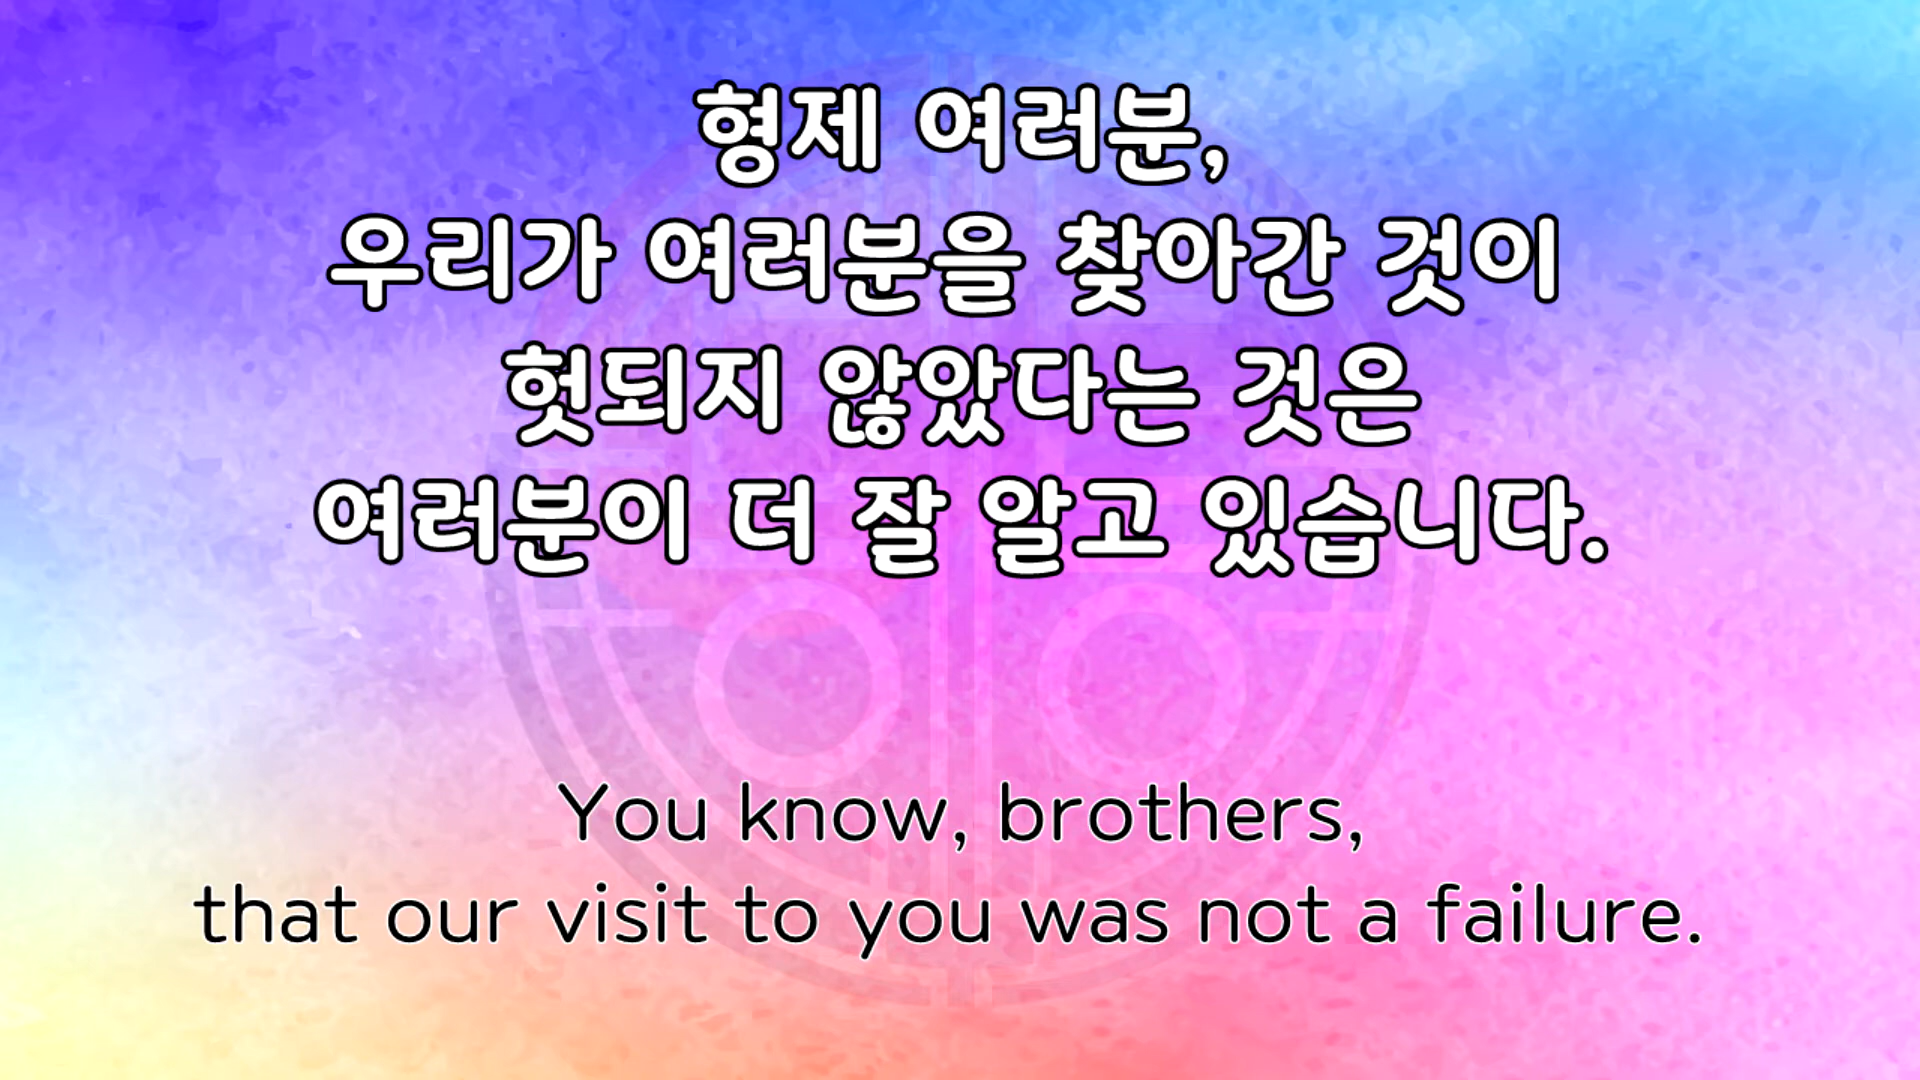 형제 여러분,
우리가 여러분을 찾아간 것이
헛되지 않았다는 것은
여러분이 더 잘 알고 있습니다.
You know, brothers,
that our visit to you was not a failure.